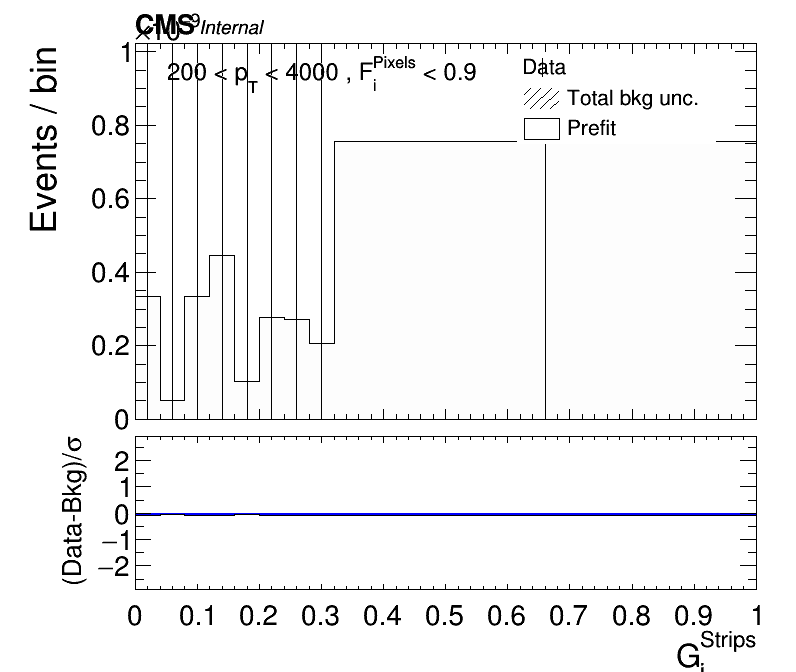 CMS Internal
×10⁹
200 < p_T < 4000 , F_i^Pixels < 0.9
Data
Total bkg unc.
Prefit
Events / bin
1
0.8
0.6
0.4
0.2
0
(Data-Bkg)/σ
2
1
0
−1
−2
0 0.1 0.2 0.3 0.4 0.5 0.6 0.7 0.8 0.9 1
G_i^Strips